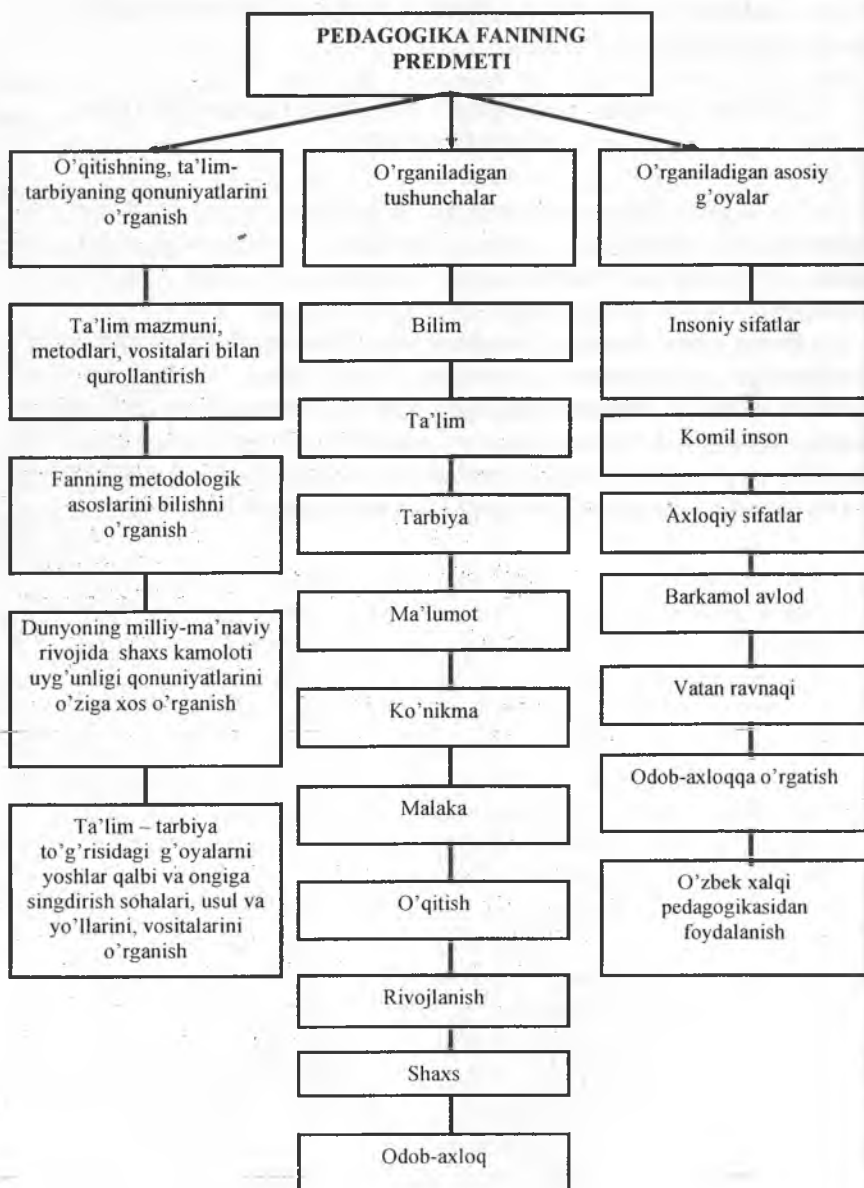 PEDAGOGIKA FANINING
PREDMETI
O'qitishning, ta'lim-
tarbiyaning qonuniyatlarini
o'rganish
Ta'lim mazmuni,
metodlari, vositalari bilan
qurollantirish
Fanning metodologik
asoslarini bilishni
o'rganish
Dunyoning milliy-ma'naviy
rivojida shaxs kamoloti
uyg'unligi qonuniyatlarini
o'ziga xos o'rganish
Ta'lim – tarbiya
to'g'risidagi g'oyalarni
yoshlar qalbi va ongiga
singdirish sohalari, usul va
yo'llarini, vositalarini
o'rganish
O'rganiladigan
tushunchalar
Bilim
Ta'lim
Tarbiya
Ma'lumot
Ko'nikma
Malaka
O'qitish
Rivojlanish
Shaxs
Odob-axloq
O'rganiladigan asosiy
g'oyalar
Insoniy sifatlar
Komil inson
Axloqiy sifatlar
Barkamol avlod
Vatan ravnaqi
Odob-axloqqa o'rgatish
O'zbek xalqi
pedagogikasidan
foydalanish